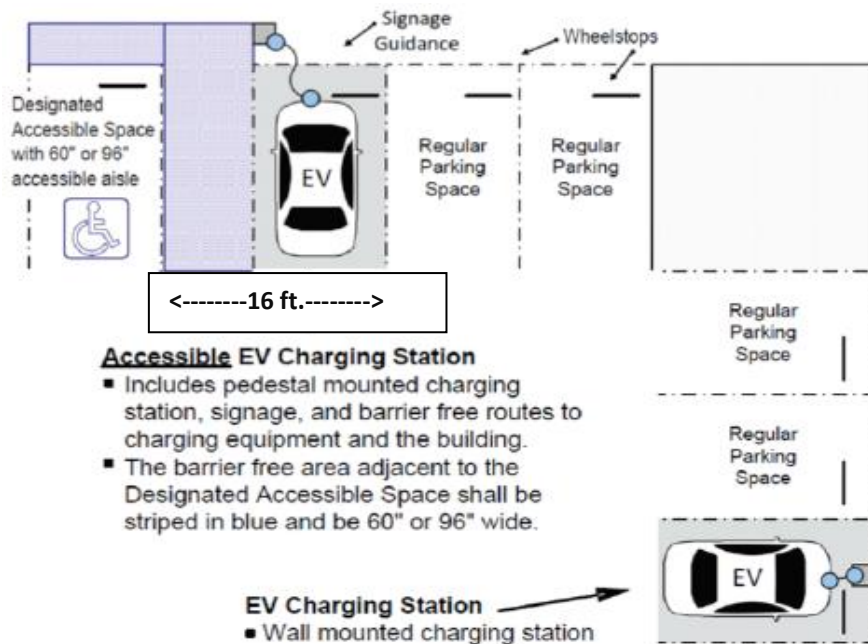 Signage
Guidance
Wheelstops
Designated
Accessible Space
with 60" or 96"
accessible aisle
EV
Regular
Parking
Space
Regular
Parking
Space
<--------16 ft.-------->
Regular
Parking
Space
Accessible EV Charging Station
▪ Includes pedestal mounted charging
station, signage, and barrier free routes to
charging equipment and the building.
▪ The barrier free area adjacent to the
Designated Accessible Space shall be
striped in blue and be 60" or 96" wide.
Regular
Parking
Space
EV
EV Charging Station
▪ Wall mounted charging station